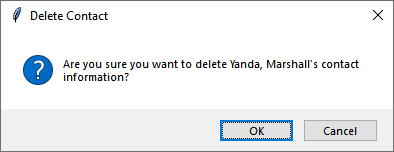 Delete Contact
Are you sure you want to delete Yanda, Marshall's contact
information?
OK
Cancel